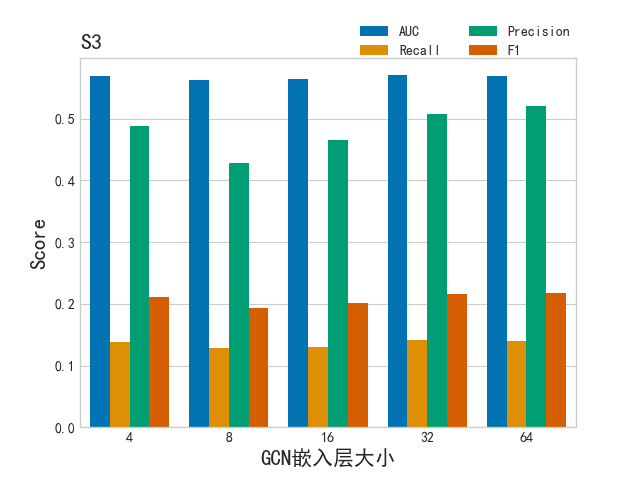 S3
AUC
Precision
Recall
F1
Score
0.5
0.4
0.3
0.2
0.1
0.0
4
8
16
32
64
GCN嵌入层大小